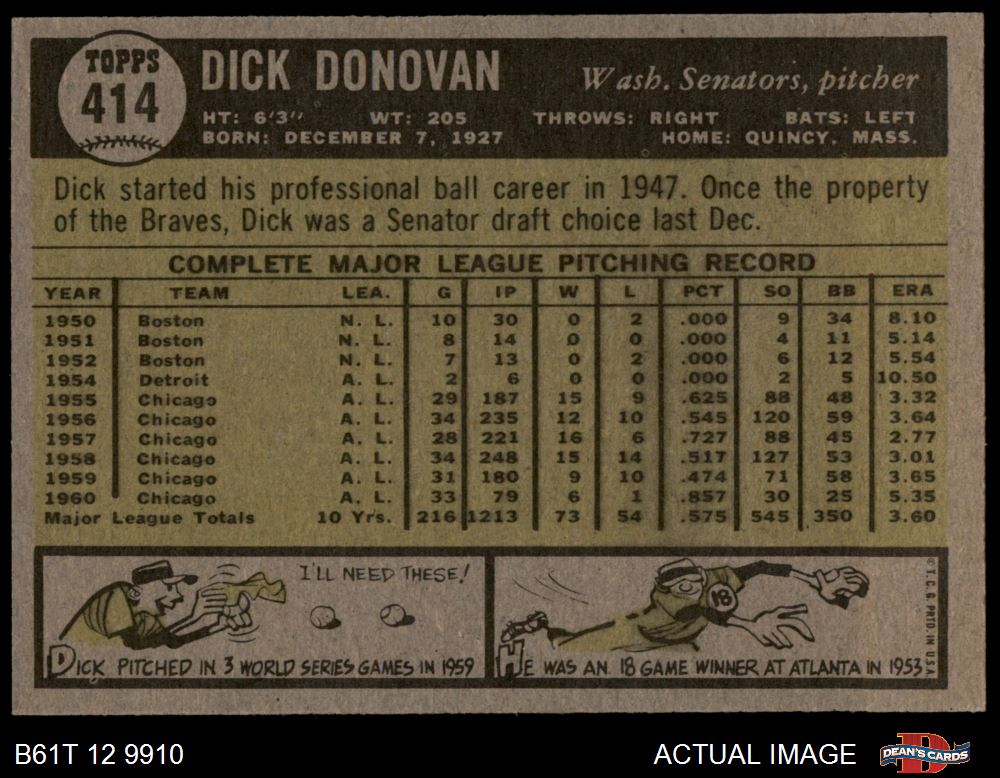 TOPPS
414
DICK DONOVAN
Wash. Senators, pitcher
HT: 6'3" WT: 205 THROWS: RIGHT BATS: LEFT
BORN: DECEMBER 7, 1927 HOME: QUINCY, MASS.
Dick started his professional ball career in 1947. Once the property
of the Braves, Dick was a Senator draft choice last Dec.
COMPLETE MAJOR LEAGUE PITCHING RECORD
YEAR TEAM LEA. G IP W L PCT SO BB ERA
1950 Boston N. L. 10 30 0 2 .000 9 34 8.10
1951 Boston N. L. 8 14 0 0 .000 4 11 5.14
1952 Boston N. L. 7 13 0 2 .000 6 12 5.54
1954 Detroit A. L. 2 6 0 0 .000 2 5 10.50
1955 Chicago A. L. 29 187 15 9 .625 88 48 3.32
1956 Chicago A. L. 34 235 12 10 .545 120 59 3.64
1957 Chicago A. L. 28 221 16 6 .727 88 45 2.77
1958 Chicago A. L. 34 248 15 14 .517 127 53 3.01
1959 Chicago A. L. 31 180 9 10 .474 71 58 3.65
1960 Chicago A. L. 33 79 6 1 .857 30 25 5.35
Major League Totals 10 Yrs. 216 1213 73 54 .575 545 350 3.60
I'LL NEED THESE!
DICK PITCHED IN 3 WORLD SERIES GAMES IN 1959
18
HE WAS AN 18 GAME WINNER AT ATLANTA IN 1953
© T. C. G. PRTD IN U.S.A.
B61T 12 9910
ACTUAL IMAGE
D
DEAN'S CARDS